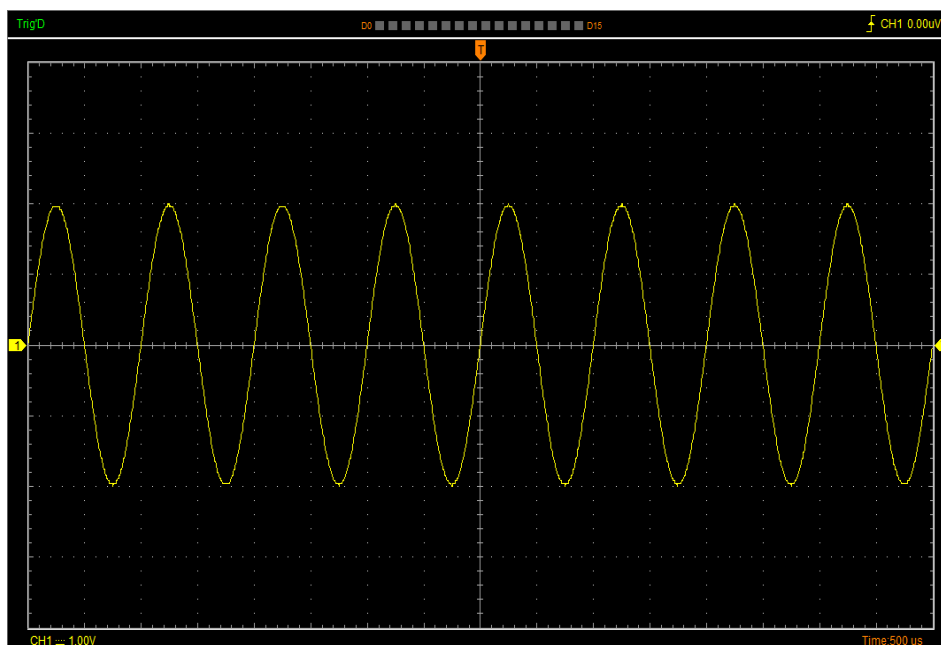 Trig'D
D0 D15
CH1 0.00uV
T
1
CH1 1.00V
Time:500 us